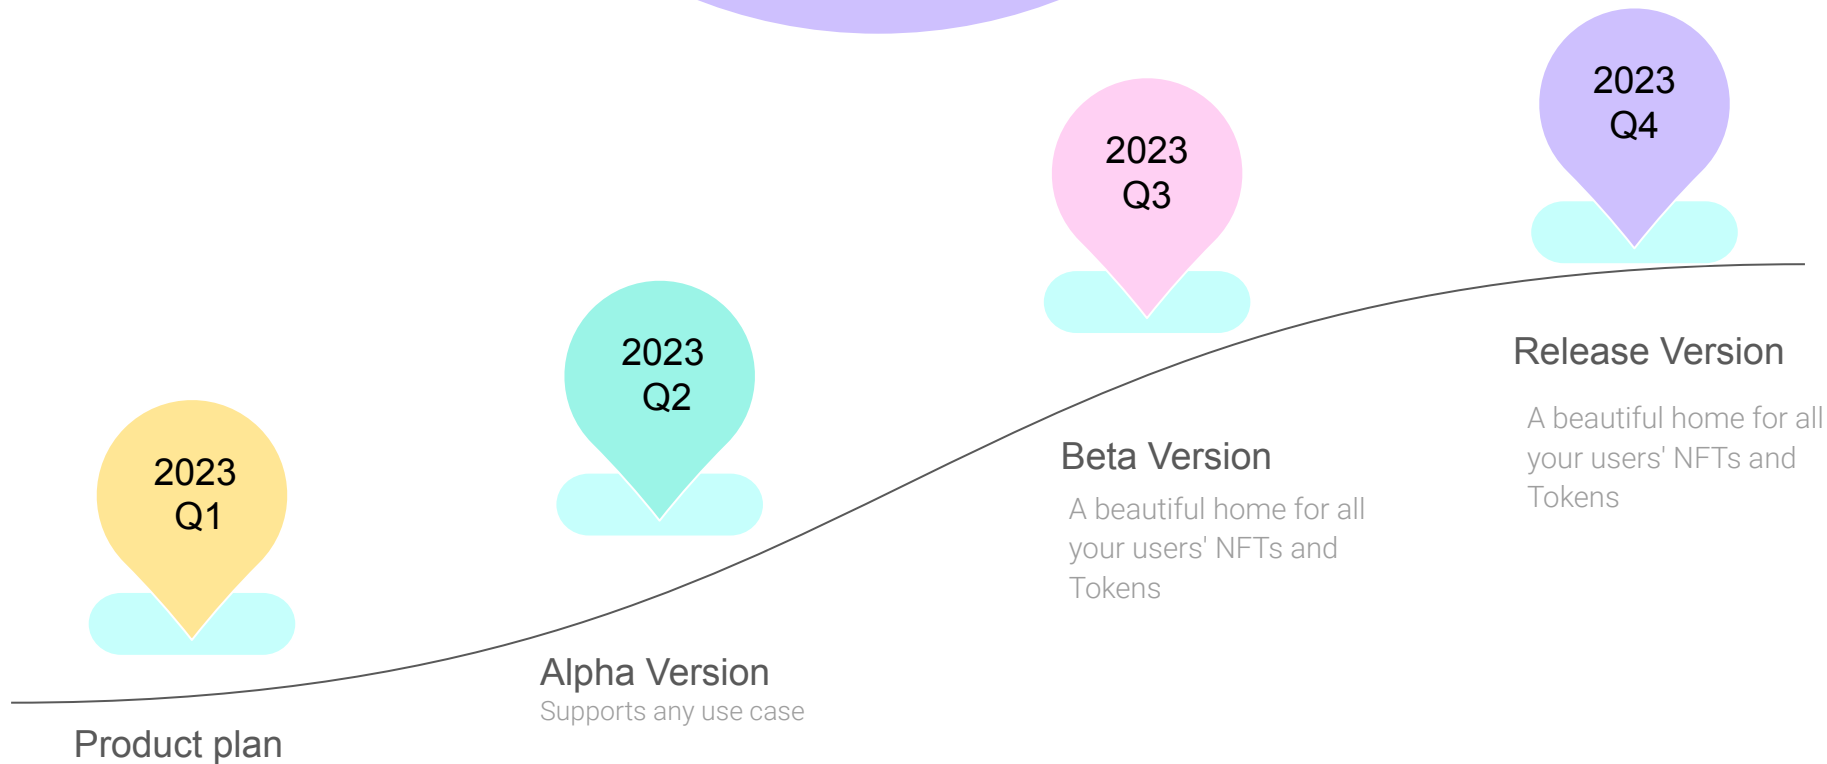 2023
Q1
Product plan
2023
Q2
Alpha Version
Supports any use case
2023
Q3
Beta Version
A beautiful home for all
your users' NFTs and
Tokens
2023
Q4
Release Version
A beautiful home for all
your users' NFTs and
Tokens